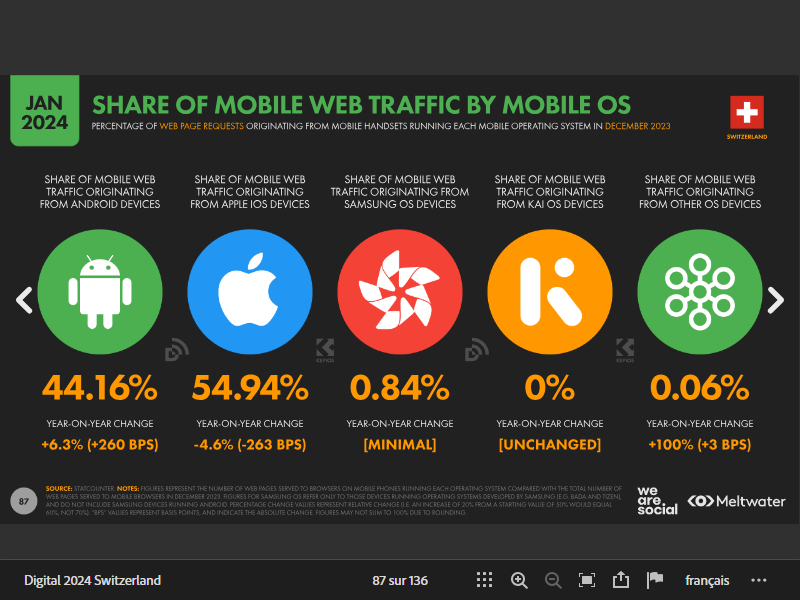 JAN
2024
SHARE OF MOBILE WEB TRAFFIC BY MOBILE OS
PERCENTAGE OF WEB PAGE REQUESTS ORIGINATING FROM MOBILE HANDSETS RUNNING EACH MOBILE OPERATING SYSTEM IN DECEMBER 2023
SWITZERLAND
SHARE OF MOBILE WEB
TRAFFIC ORIGINATING
FROM ANDROID DEVICES
SHARE OF MOBILE WEB
TRAFFIC ORIGINATING
FROM APPLE IOS DEVICES
SHARE OF MOBILE WEB
TRAFFIC ORIGINATING FROM
SAMSUNG OS DEVICES
SHARE OF MOBILE WEB
TRAFFIC ORIGINATING
FROM KAI OS DEVICES
SHARE OF MOBILE WEB
TRAFFIC ORIGINATING
FROM OTHER OS DEVICES
KEPIOS
KEPIOS
44.16%
54.94%
0.84%
0%
0.06%
YEAR-ON-YEAR CHANGE
YEAR-ON-YEAR CHANGE
YEAR-ON-YEAR CHANGE
YEAR-ON-YEAR CHANGE
YEAR-ON-YEAR CHANGE
+6.3% (+260 BPS)
-4.6% (-263 BPS)
[MINIMAL]
[UNCHANGED]
+100% (+3 BPS)
87
SOURCE: STATCOUNTER. NOTES: FIGURES REPRESENT THE NUMBER OF WEB PAGES SERVED TO BROWSERS ON MOBILE PHONES RUNNING EACH OPERATING SYSTEM COMPARED WITH THE TOTAL NUMBER OF
WEB PAGES SERVED TO MOBILE BROWSERS IN DECEMBER 2023. FIGURES FOR SAMSUNG OS REFER ONLY TO THOSE DEVICES RUNNING OPERATING SYSTEMS DEVELOPED BY SAMSUNG (E.G. BADA AND TIZEN),
AND DO NOT INCLUDE SAMSUNG DEVICES RUNNING ANDROID. PERCENTAGE CHANGE VALUES REPRESENT RELATIVE CHANGE (I.E. AN INCREASE OF 20% FROM A STARTING VALUE OF 50% WOULD EQUAL
60%, NOT 70%). "BPS" VALUES REPRESENT BASIS POINTS, AND INDICATE THE ABSOLUTE CHANGE. FIGURES MAY NOT SUM TO 100% DUE TO ROUNDING.
we
are.
social
Meltwater
Digital 2024 Switzerland
87 sur 136
français